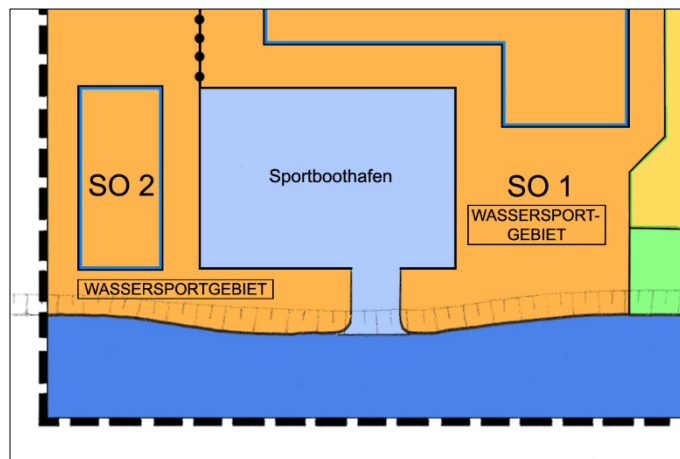 Sportboothafen
SO 2
SO 1
WASSERSPORT-
GEBIET
WASSERSPORTGEBIET